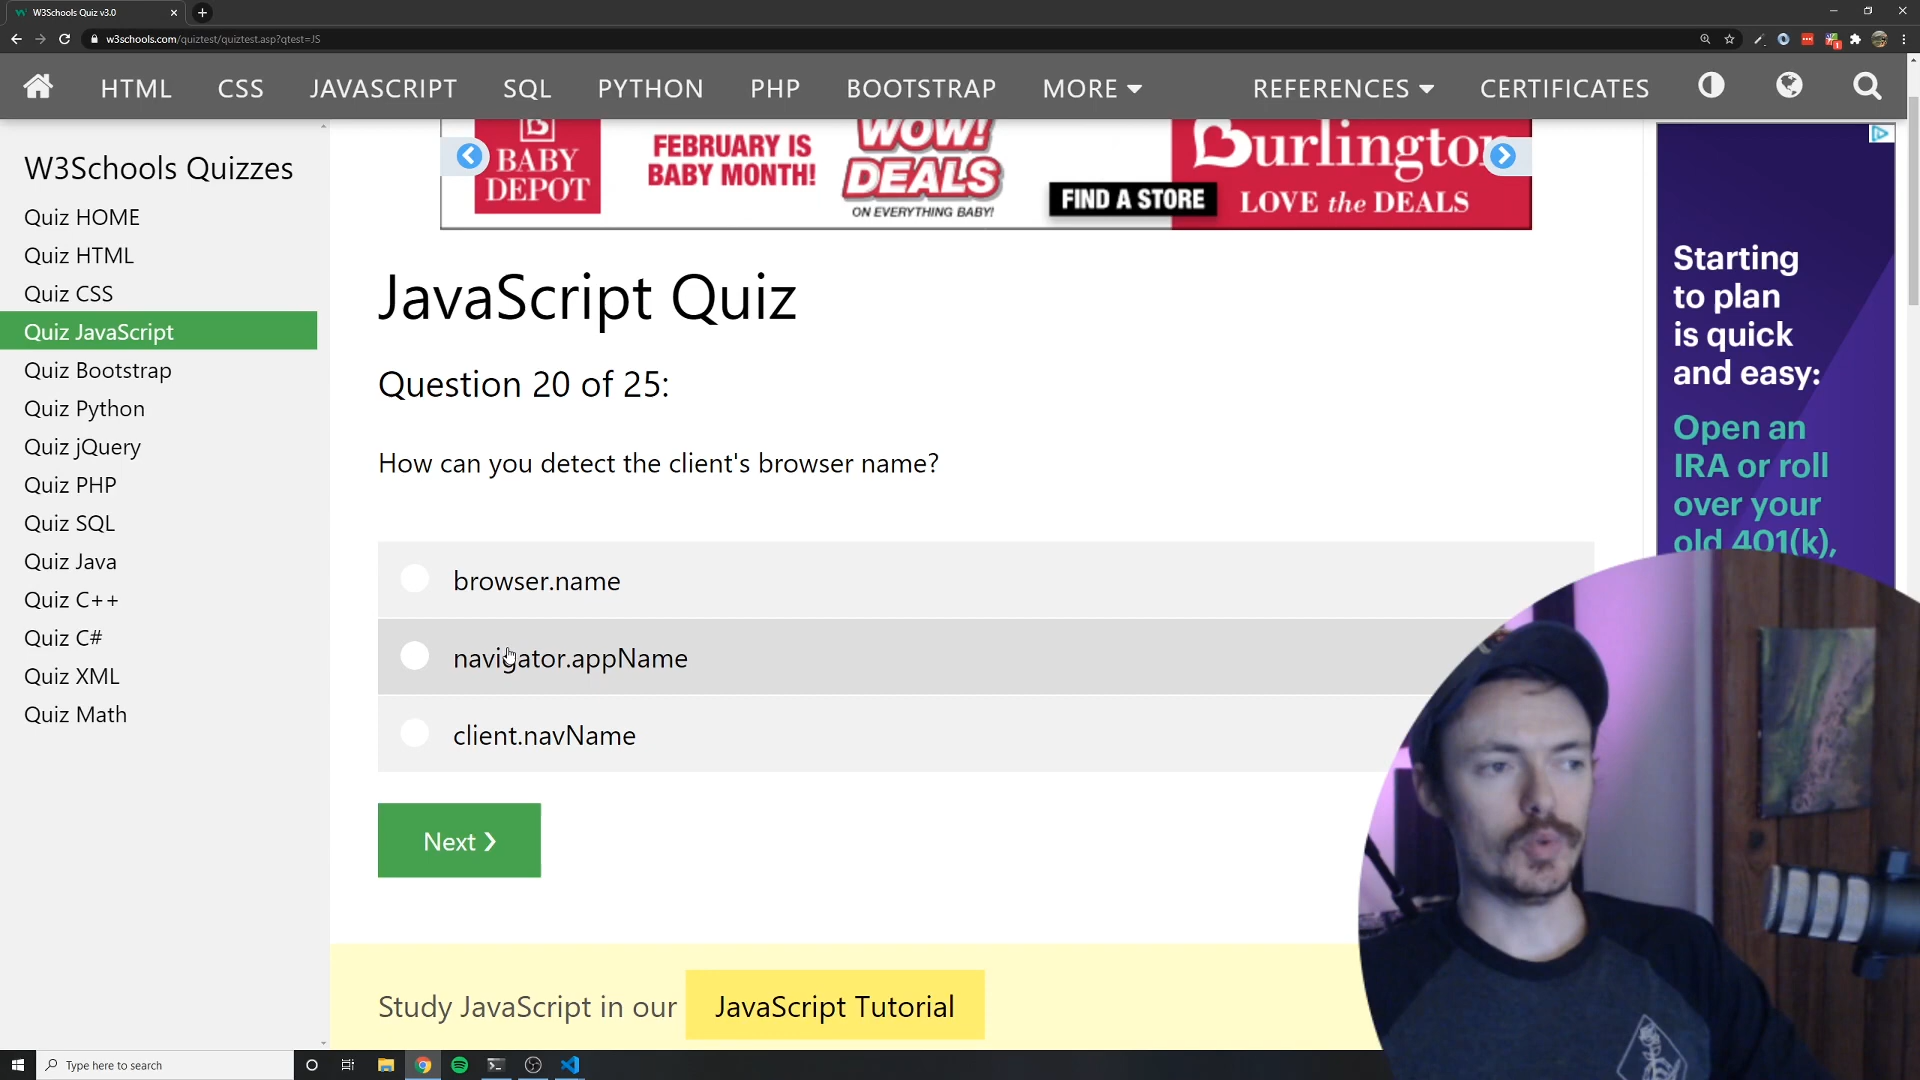 W3Schools Quiz v3.0
w3schools.com/quiztest/quiztest.asp?qtest=JS
HTML CSS JAVASCRIPT SQL PYTHON PHP BOOTSTRAP MORE REFERENCES CERTIFICATES
W3Schools Quizzes
Quiz HOME
Quiz HTML
Quiz CSS
Quiz JavaScript
Quiz Bootstrap
Quiz Python
Quiz jQuery
Quiz PHP
Quiz SQL
Quiz Java
Quiz C++
Quiz C#
Quiz XML
Quiz Math
BABY
DEPOT
FEBRUARY IS
BABY MONTH!
WOW!
DEALS
ON EVERYTHING BABY!
FIND A STORE
Burlington
LOVE the DEALS
JavaScript Quiz
Question 20 of 25:
How can you detect the client's browser name?
browser.name
navigator.appName
client.navName
Next ❯
Study JavaScript in our JavaScript Tutorial
Starting
to plan
is quick
and easy:
Open an
IRA or roll
over your
old 401(k),
Type here to search